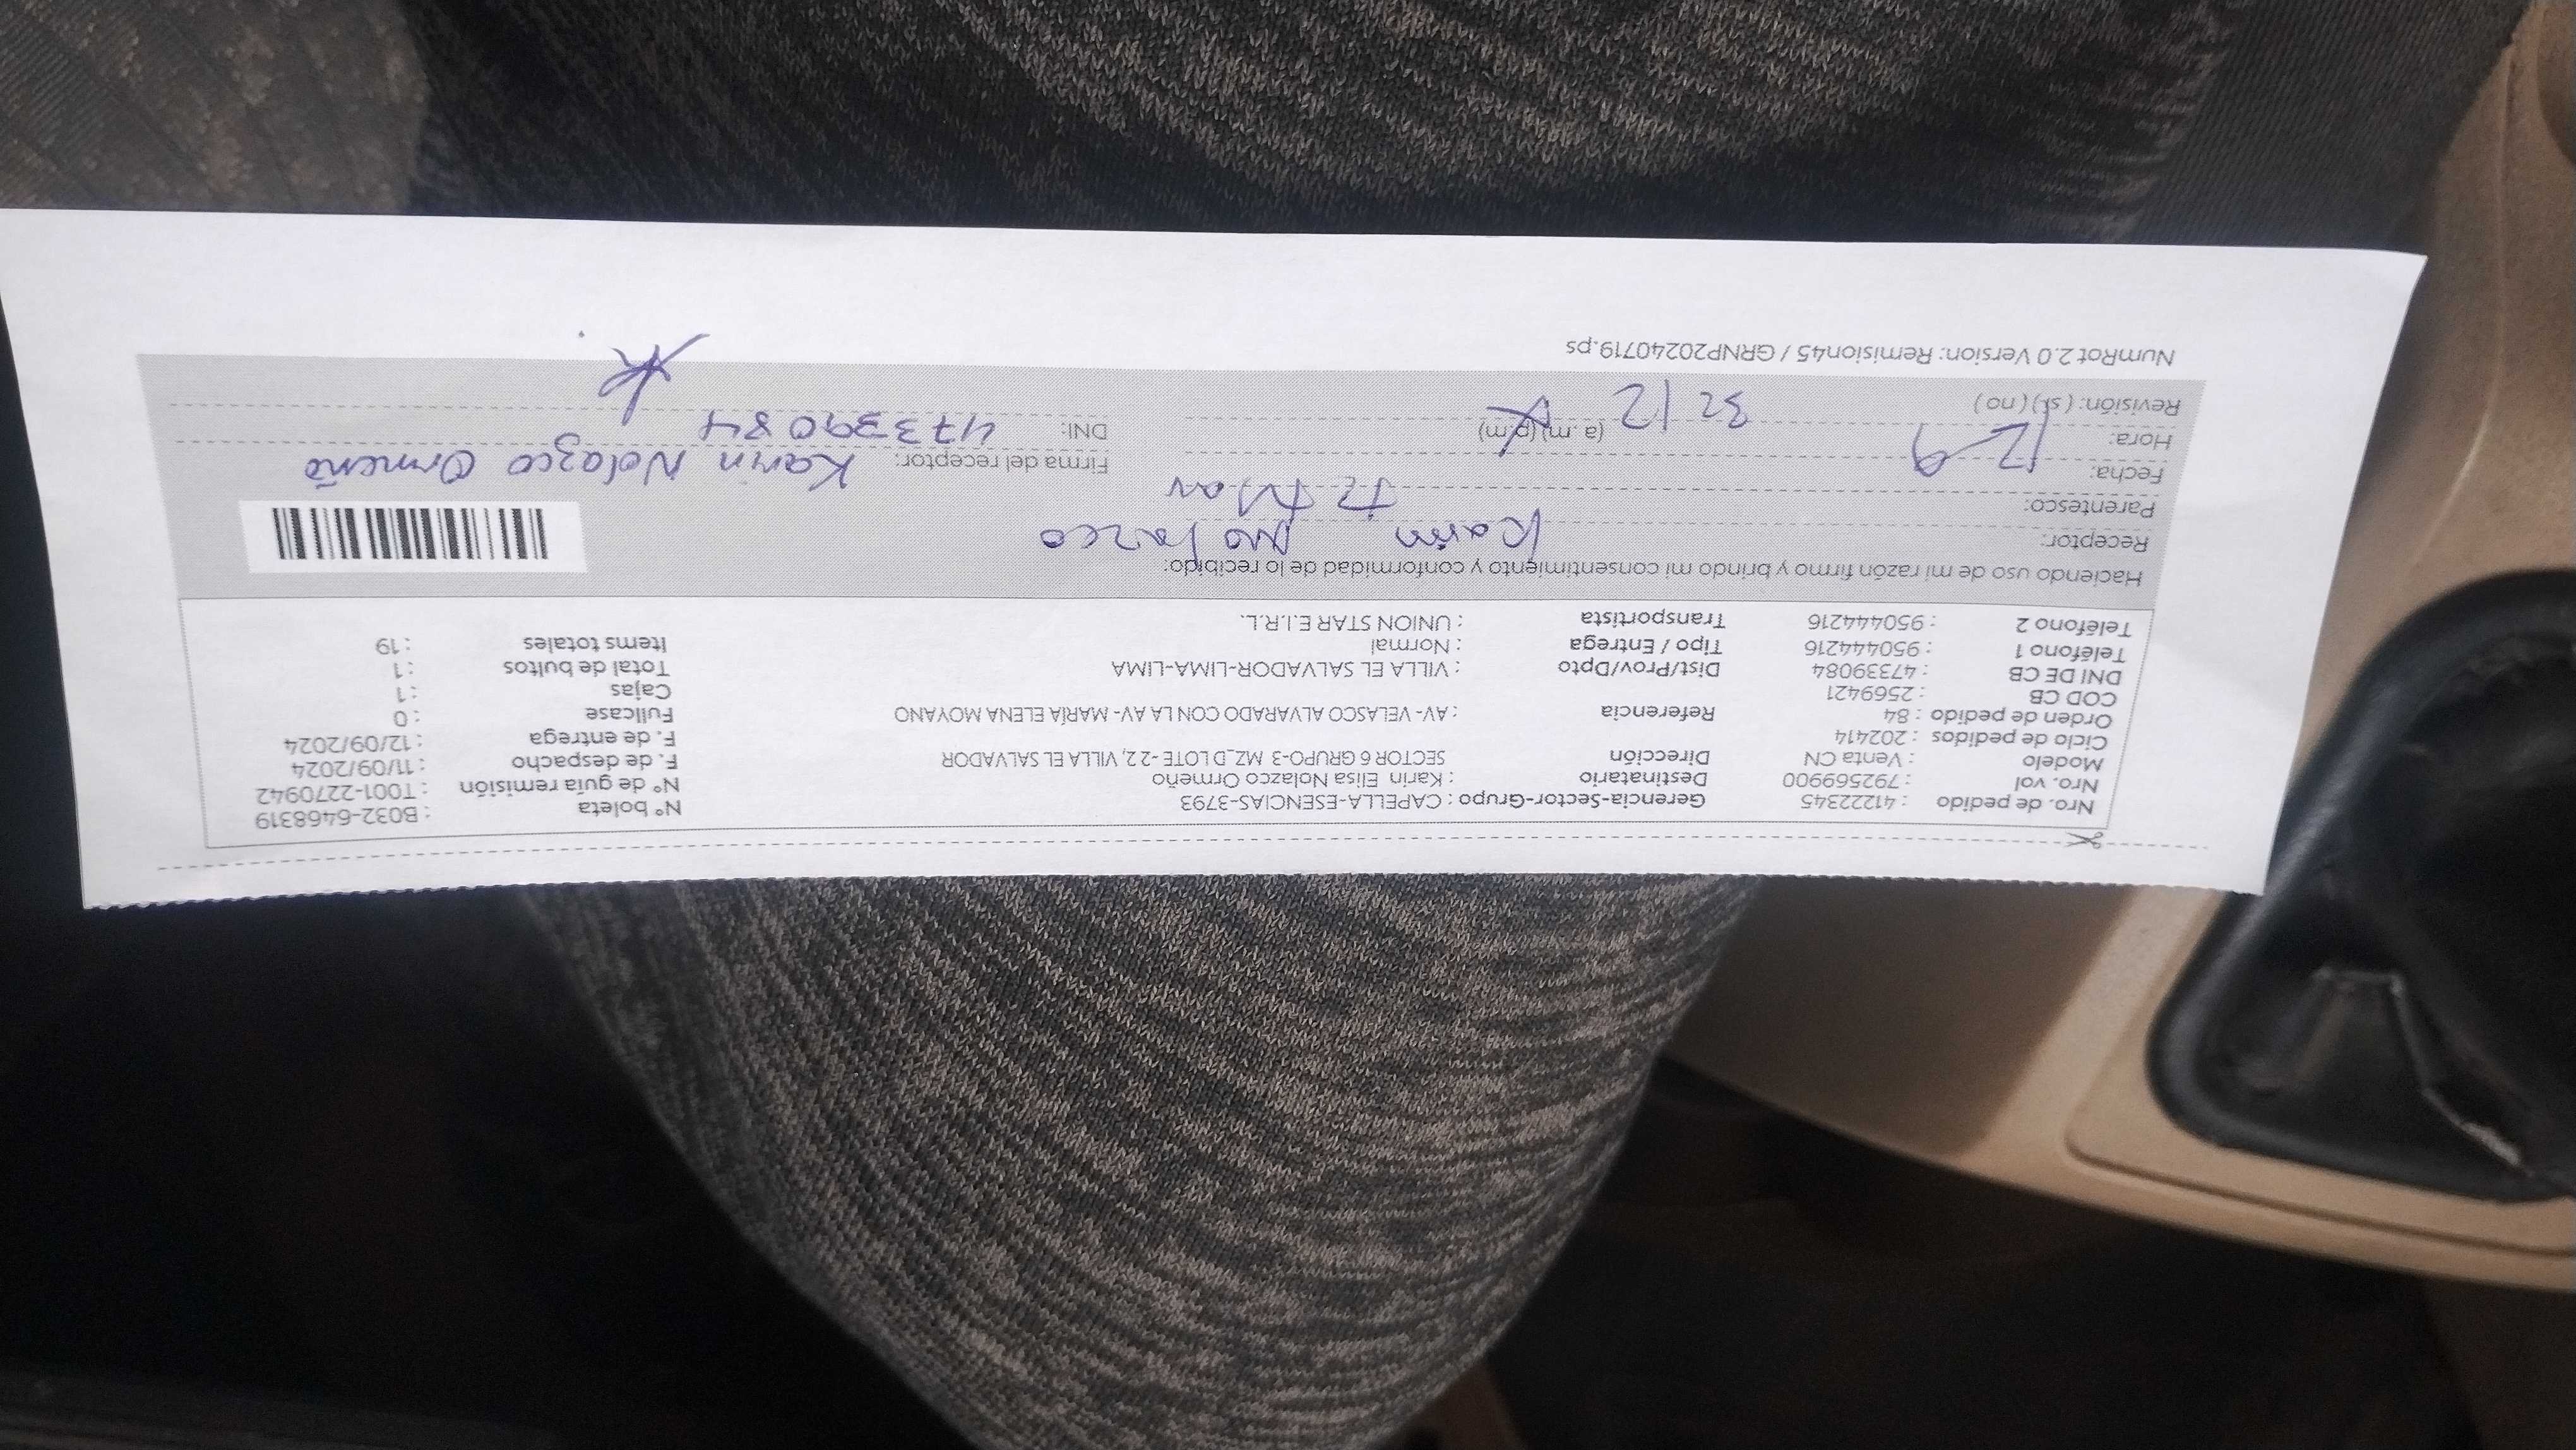 Nro. de pedido : 41222345 Gerencia-Sector-Grupo : CAPELLA-ESENCIAS-3793 N° boleta : B032-6468319
Nro. vol : 792569900 Destinatario : Karin Elisa Nolazco Ormeño N° de guía remisión : T001-2270942
Modelo : Venta CN Dirección SECTOR 6 GRUPO-3 MZ_D LOTE -22, VILLA EL SALVADOR F. de despacho : 11/09/2024
Ciclo de pedidos : 202414 F. de entrega : 12/09/2024
Orden de pedido : 84 Referencia : AV- VELASCO ALVARADO CON LA AV- MARÍA ELENA MOYANO Fullcase : 0
COD CB : 2569421 Cajas : 1
DNI DE CB : 47339084 Dist/Prov/Dpto : VILLA EL SALVADOR-LIMA-LIMA Total de bultos : 1
Teléfono 1 : 950444216 Tipo / Entrega : Normal Items totales : 19
Teléfono 2 : 950444216 Transportista : UNION STAR E.I.R.L.
Haciendo uso de mi razón firmo y brindo mi consentimiento y conformidad de lo recibido:
Receptor: Karin Nolazco
Parentesco:
Fecha: 12 9 Firma del receptor: Karin Nolazco Ormeño
Hora: (a.m) (p.m) DNI: 47339084
Revisión: ( sí ) ( no )
NumRot 2.0 Version: Remision45 / GRNP20240719.ps